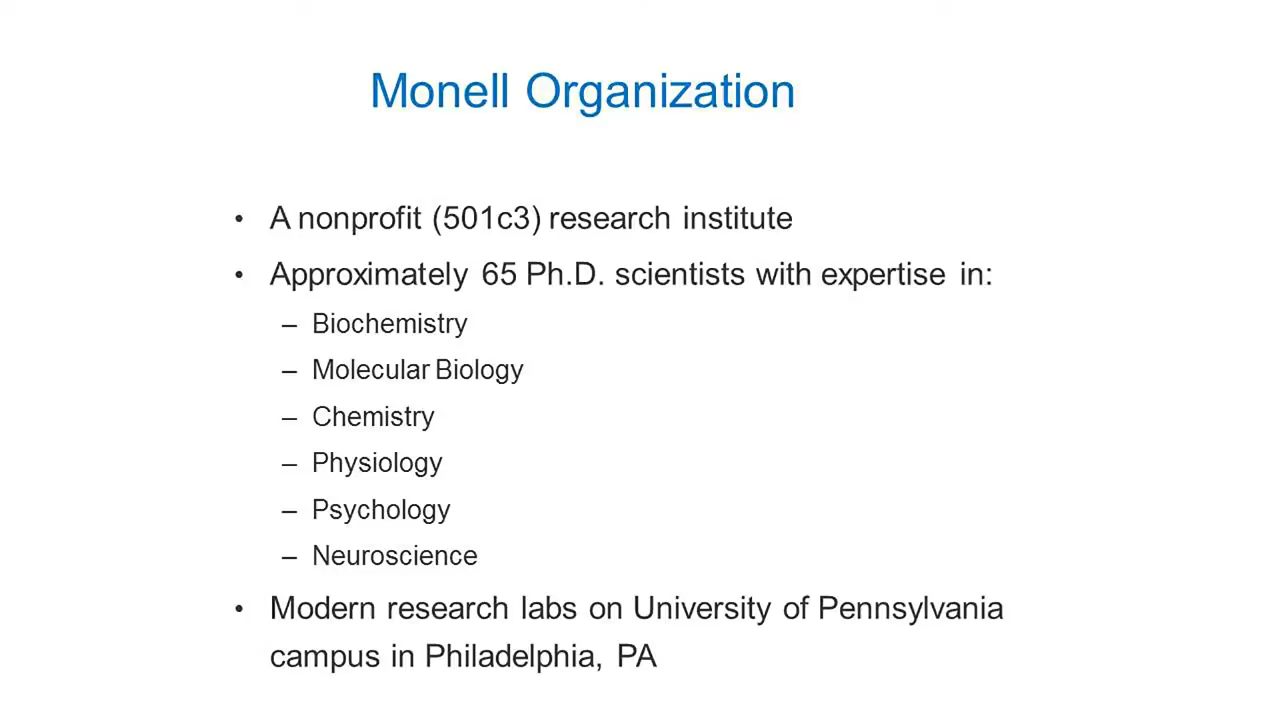 Monell Organization
• A nonprofit (501c3) research institute
• Approximately 65 Ph.D. scientists with expertise in:
– Biochemistry
– Molecular Biology
– Chemistry
– Physiology
– Psychology
– Neuroscience
• Modern research labs on University of Pennsylvania
campus in Philadelphia, PA